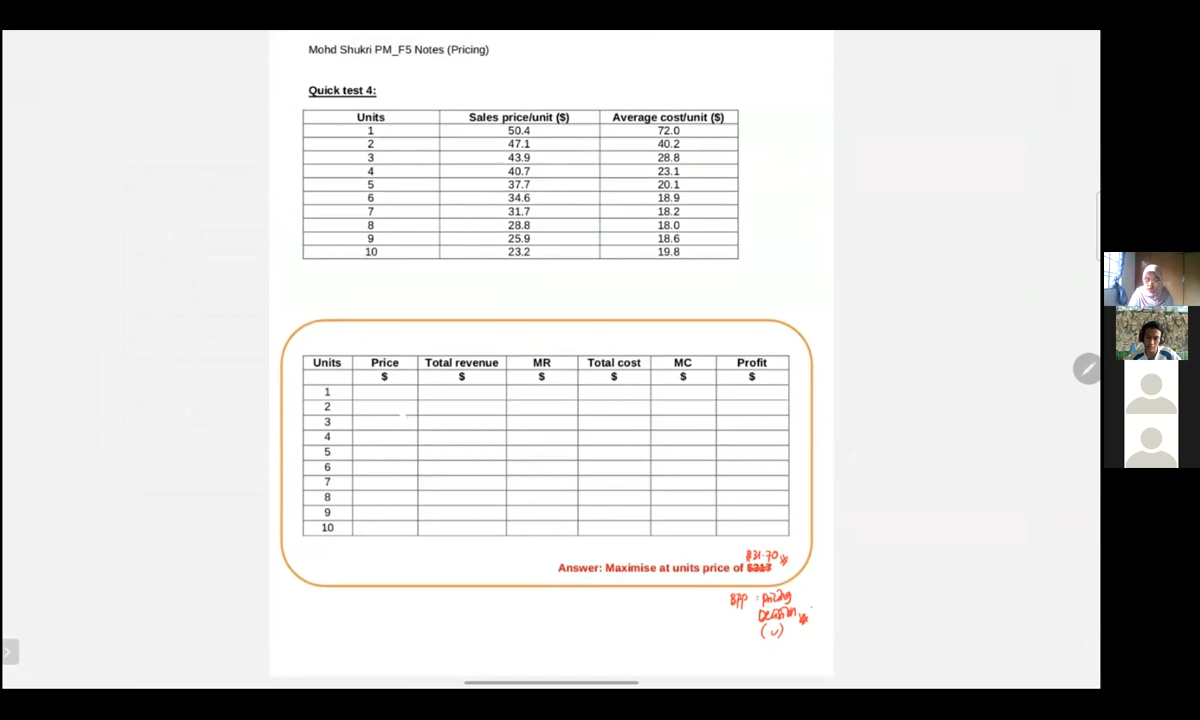 Mohd Shukri PM_F5 Notes (Pricing)
Quick test 4:
Units Sales price/unit ($) Average cost/unit ($)
1 50.4 72.0
2 47.1 40.2
3 43.9 28.8
4 40.7 23.1
5 37.7 20.1
6 34.6 18.9
7 31.7 18.2
8 28.8 18.0
9 25.9 18.6
10 23.2 19.8
Units Price Total revenue MR Total cost MC Profit
$ $ $ $ $ $
1
2
3
4
5
6
7
8
9
10
$31.70
Answer: Maximise at units price of $317
BPP : Pricing
Decision
(v)